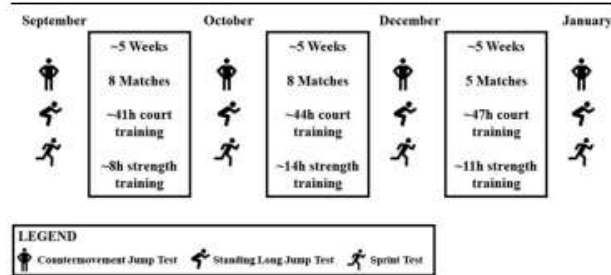 September October December January
~5 Weeks ~5 Weeks ~5 Weeks
8 Matches 8 Matches 5 Matches
~41h court ~44h court ~47h court
training training training
~8h strength ~14h strength ~11h strength
training training training
LEGEND
Countermovement Jump Test Standing Long Jump Test Sprint Test